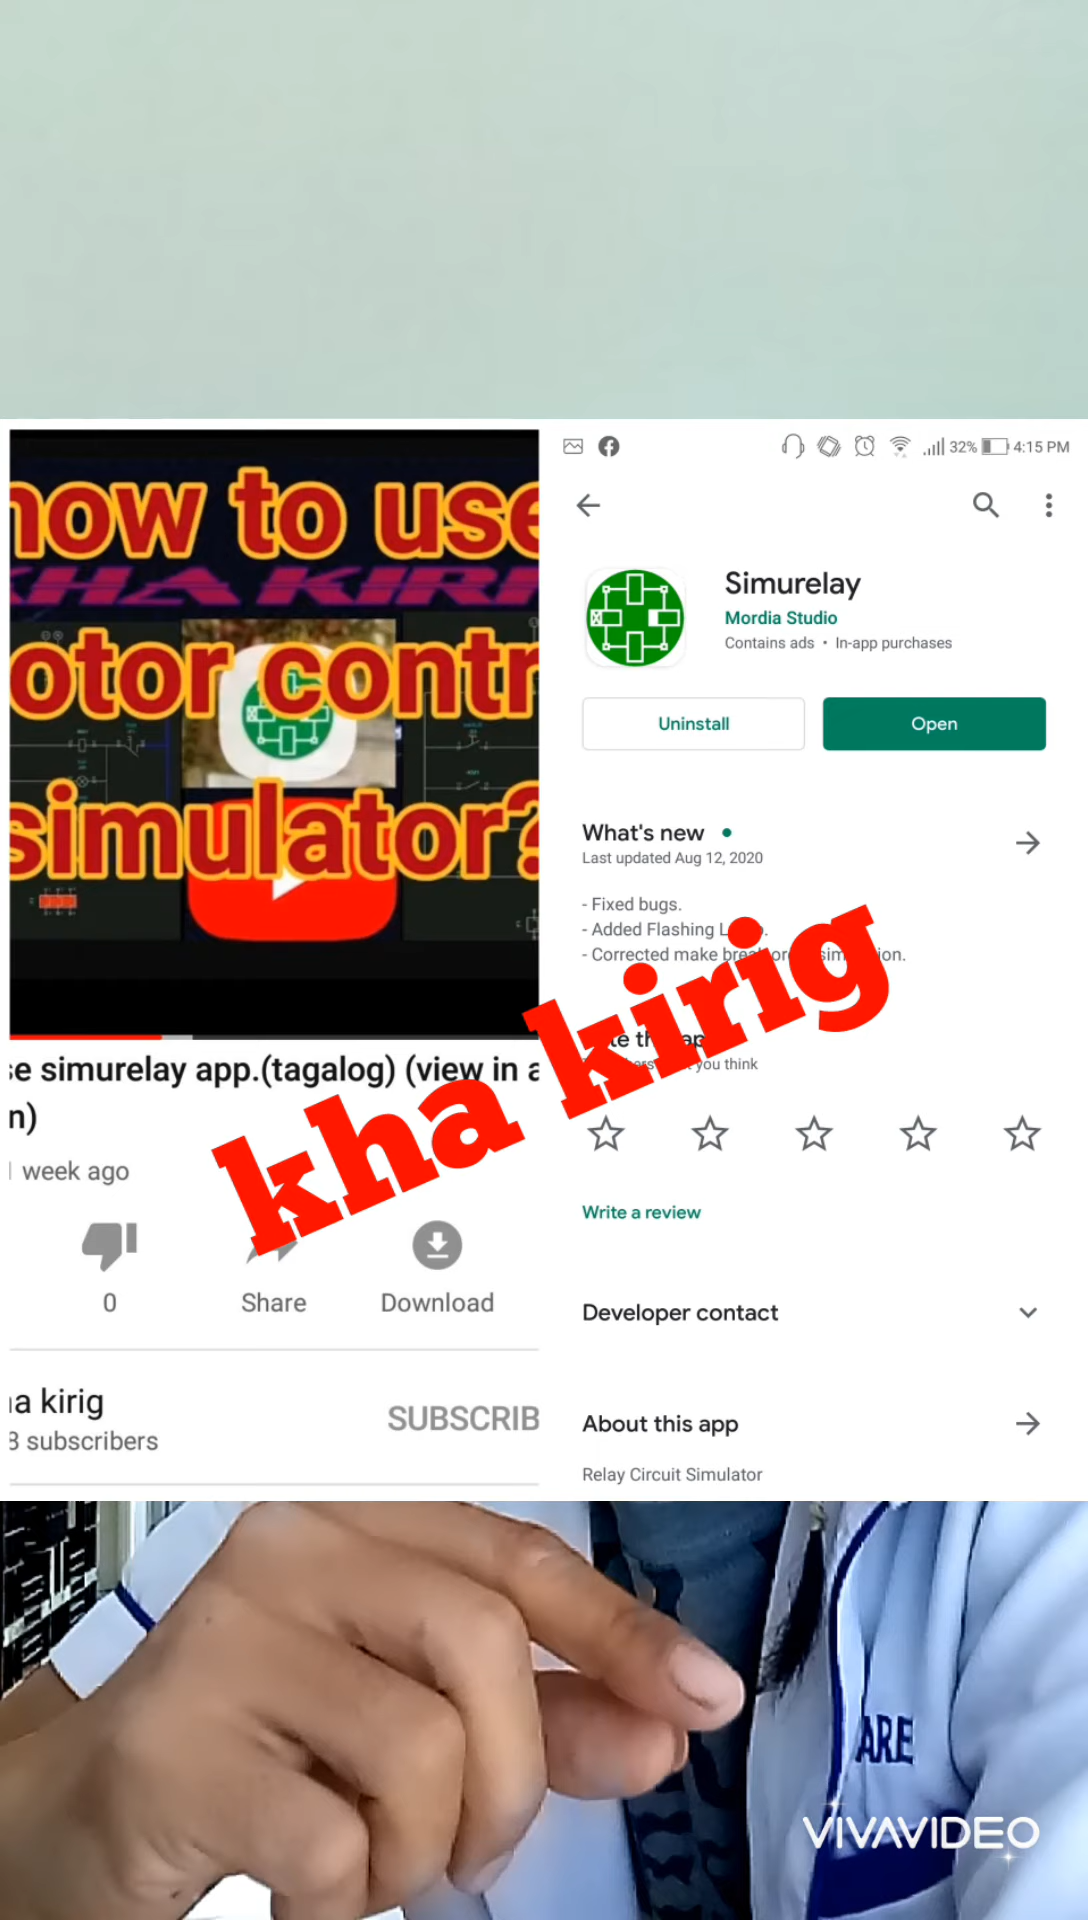 how to use
KHA KIRI
otor contr
simulator?
se simurelay app.(tagalog) (view in a
n)
1 week ago
0
Share
Download
a kirig
3 subscribers
SUBSCRIB
32%
4:15 PM
Simurelay
Mordia Studio
Contains ads • In-app purchases
Uninstall
Open
What's new
Last updated Aug 12, 2020
- Fixed bugs.
- Added Flashing
- Corrected make
kha kirig
you think
Write a review
Developer contact
About this app
Relay Circuit Simulator
ARE
VIVAVIDEO